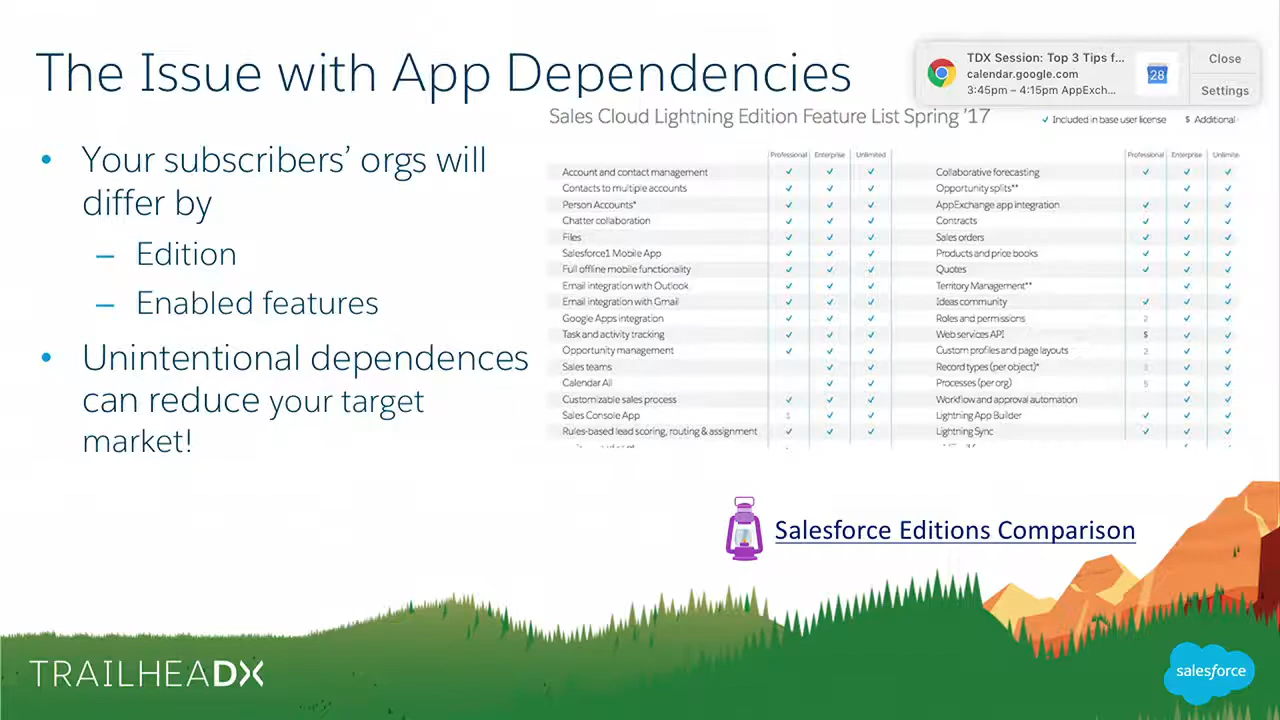 The Issue with App Dependencies
TDX Session: Top 3 Tips f...
calendar.google.com
3:45pm – 4:15pm AppExch...
28
Close
Settings
• Your subscribers' orgs will
differ by
– Edition
– Enabled features
• Unintentional dependences
can reduce your target
market!
Sales Cloud Lightning Edition Feature List Spring '17
✓ Included in base user license $ Additional
Professional Enterprise Unlimited
Account and contact management ✓ ✓ ✓
Contacts to multiple accounts ✓ ✓ ✓
Person Accounts* ✓ ✓ ✓
Chatter collaboration ✓ ✓ ✓
Files ✓ ✓ ✓
Salesforce1 Mobile App ✓ ✓ ✓
Full offline mobile functionality ✓ ✓ ✓
Email integration with Outlook ✓ ✓ ✓
Email integration with Gmail ✓ ✓ ✓
Google Apps integration ✓ ✓ ✓
Task and activity tracking ✓ ✓ ✓
Opportunity management ✓ ✓ ✓
Sales teams ✓ ✓
Calendar All ✓ ✓
Customizable sales process ✓ ✓ ✓
Sales Console App ✓ ✓
Rules-based lead scoring, routing & assignment ✓ ✓ ✓
Professional Enterprise Unlimite
Collaborative forecasting ✓ ✓ ✓
Opportunity splits** ✓ ✓
AppExchange app integration ✓ ✓ ✓
Contracts ✓ ✓ ✓
Sales orders ✓ ✓ ✓
Products and price books ✓ ✓ ✓
Quotes ✓ ✓ ✓
Territory Management** ✓ ✓
Ideas community ✓ ✓ ✓
Roles and permissions 2 ✓ ✓
Web services API $ ✓ ✓
Custom profiles and page layouts 2 ✓ ✓
Record types (per object)* 3 ✓ ✓
Processes (per org) 5 ✓ ✓
Workflow and approval automation ✓ ✓
Lightning App Builder ✓ ✓ ✓
Lightning Sync ✓ ✓ ✓
Salesforce Editions Comparison
TRAILHEADX
salesforce